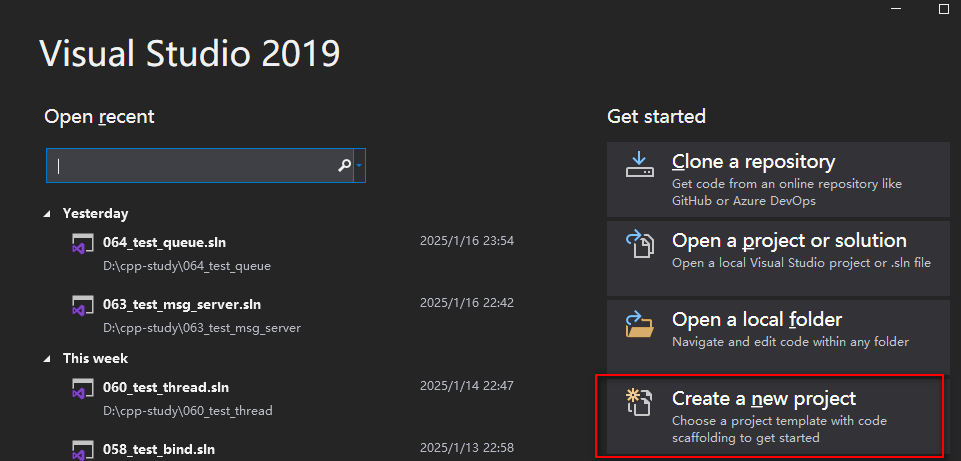 Visual Studio 2019
Open recent
Yesterday
064_test_queue.sln 2025/1/16 23:54
D:\cpp-study\064_test_queue
063_test_msg_server.sln 2025/1/16 22:42
D:\cpp-study\063_test_msg_server
This week
060_test_thread.sln 2025/1/14 22:47
D:\cpp-study\060_test_thread
058_test_bind.sln 2025/1/13 22:58
Get started
Clone a repository
Get code from an online repository like
GitHub or Azure DevOps
Open a project or solution
Open a local Visual Studio project or .sln file
Open a local folder
Navigate and edit code within any folder
Create a new project
Choose a project template with code
scaffolding to get started